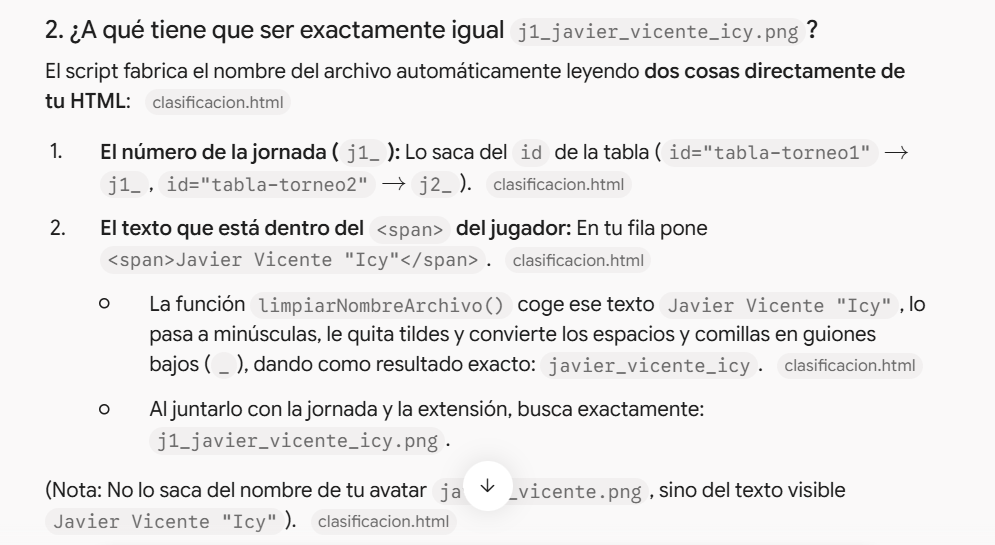 2. ¿A qué tiene que ser exactamente igual j1_javier_vicente_icy.png ?
El script fabrica el nombre del archivo automáticamente leyendo dos cosas directamente de
tu HTML: clasificacion.html
1. El número de la jornada ( j1_ ): Lo saca del id de la tabla ( id="tabla-torneo1" →
j1_ , id="tabla-torneo2" → j2_ ). clasificacion.html
2. El texto que está dentro del <span> del jugador: En tu fila pone
<span>Javier Vicente "Icy"</span> . clasificacion.html
La función limpiarNombreArchivo() coge ese texto Javier Vicente "Icy" , lo
pasa a minúsculas, le quita tildes y convierte los espacios y comillas en guiones
bajos ( _ ), dando como resultado exacto: javier_vicente_icy . clasificacion.html
Al juntarlo con la jornada y la extensión, busca exactamente:
j1_javier_vicente_icy.png .
(Nota: No lo saca del nombre de tu avatar ja _vicente.png , sino del texto visible
Javier Vicente "Icy" ). clasificacion.html